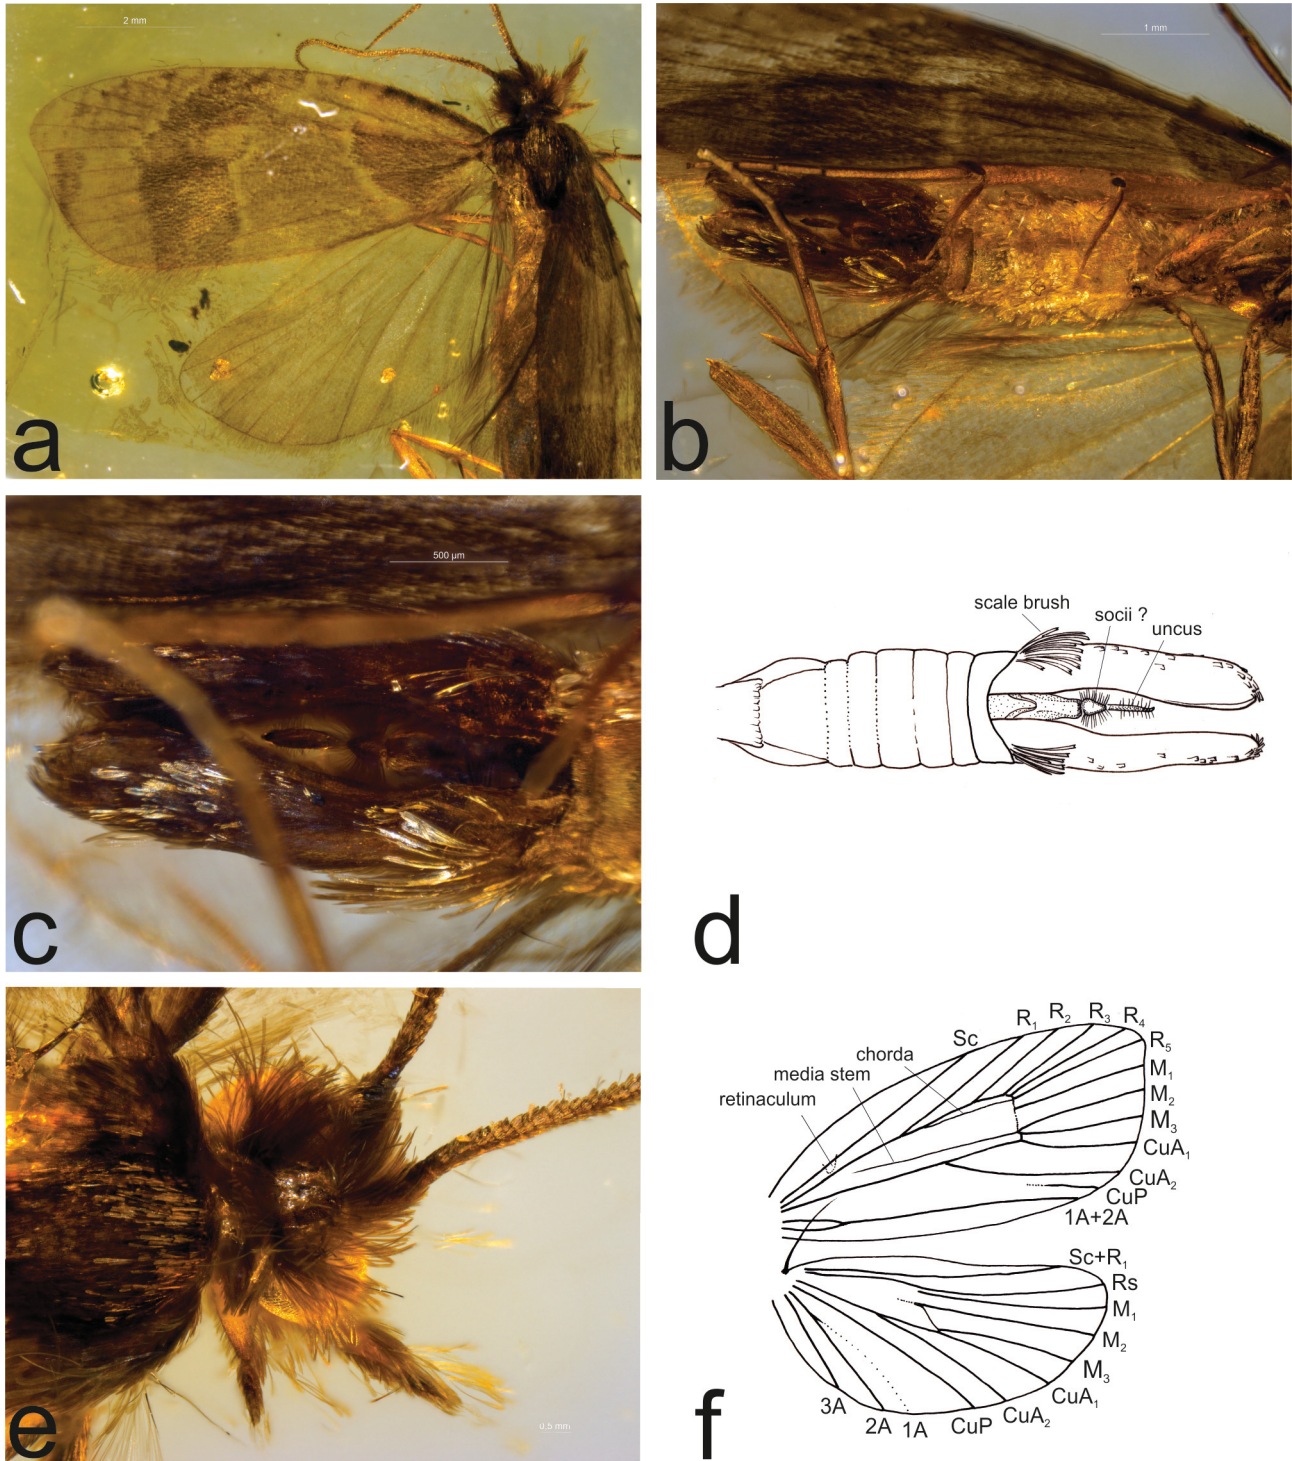 2 mm
a
1 mm
b
500 µm
c
scale brush
socii ?
uncus
d
0.5 mm
e
Sc
R1
R2
R3
R4
R5
M1
M2
M3
CuA1
CuA2
CuP
1A+2A
chorda
media stem
retinaculum
Sc+R1
Rs
M1
M2
M3
CuA1
CuA2
CuP
1A
2A
3A
f